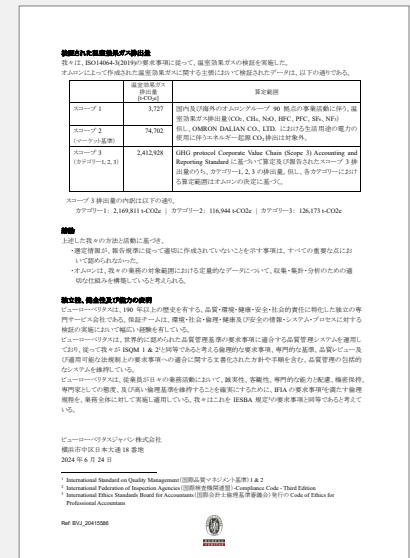 検証された温室効果ガス排出量
我々は、ISO14064-3(2019)の要求事項に従って、温室効果ガスの検証を実施した。
オムロンによって作成された温室効果ガスに関する主張において検証されたデータは、以下の通りである。
温室効果ガス
排出量
[t-CO₂e]
算定範囲
スコープ 1
3,727
国内及び海外のオムロングループ 90 拠点の事業活動に伴う、温
室効果ガス排出量(CO₂, CH₄, N₂O, HFC, PFC, SF₆, NF₃)
但し、OMRON DALIAN CO., LTD. における生活用途の電力の
使用に伴うエネルギー起源 CO₂排出は対象外。
スコープ 2
(マーケット基準)
74,702
スコープ 3
(カテゴリー1, 2, 3)
2,412,928
GHG protocol Corporate Value Chain (Scope 3) Accounting and
Reporting Standard に基づいて算定及び報告されたスコープ 3 排
出量のうち、カテゴリー1, 2, 3 の排出量。但し、各カテゴリーにおけ
る算定範囲はオムロンの決定に基づく。
スコープ 3 排出量の内訳は以下の通り。
カテゴリー1: 2,169,811 t-CO2e | カテゴリー2: 116,944 t-CO2e | カテゴリー3: 126,173 t-CO2e
結論
上述した我々の方法と活動に基づき、
・選定情報が、報告規準に従って適切に作成されていないことを示す事項は、すべての重要な点にお
いて認められなかった。
・オムロンは、我々の業務の対象範囲における定量的なデータについて、収集・集計・分析のための適
切な仕組みを構築していると考えられる。
独立性、健全性及び能力の表明
ビューローベリタスは、190 年以上の歴史を有する、品質・環境・健康・安全・社会的責任に特化した独立の専
門サービス会社である。保証チームは、環境・社会・倫理・健康及び安全の情報・システム・プロセスに対する
検証の実施において幅広い経験を有している。
ビューローベリタスは、世界的に認められた品質管理基準の要求事項に適合する品質管理システムを運用し
ており、従って我々が ISQM 1 & 2¹と同等であると考える倫理的な要求事項、専門的な基準、品質レビュー及
び適用可能な法規制上の要求事項への適合に関する文書化された方針や手順を含む、品質管理の包括的
なシステムを維持している。
ビューローベリタスは、従業員が日々の業務活動において、誠実性、客観性、専門的な能力と配慮、機密保持、
専門家としての態度、及び高い倫理基準を維持することを確実にするために、IFIA の要求事項²を満たす倫理
規程を、業務全体に対して実施し運用している。我々はこれを IESBA 規定³の要求事項と同等であると考えて
いる。
ビューローベリタスジャパン株式会社
横浜市中区日本大通 18 番地
2024 年 6 月 24 日
¹ International Standard on Quality Management (国際品質マネジメント基準) 1 & 2
² International Federation of Inspection Agencies (国際検査機関連盟) -Compliance Code - Third Edition
³ International Ethics Standards Board for Accountants (国際会計士倫理基準審議会) 発行の Code of Ethics for
Professional Accountants
Ref: BVJ_20415586